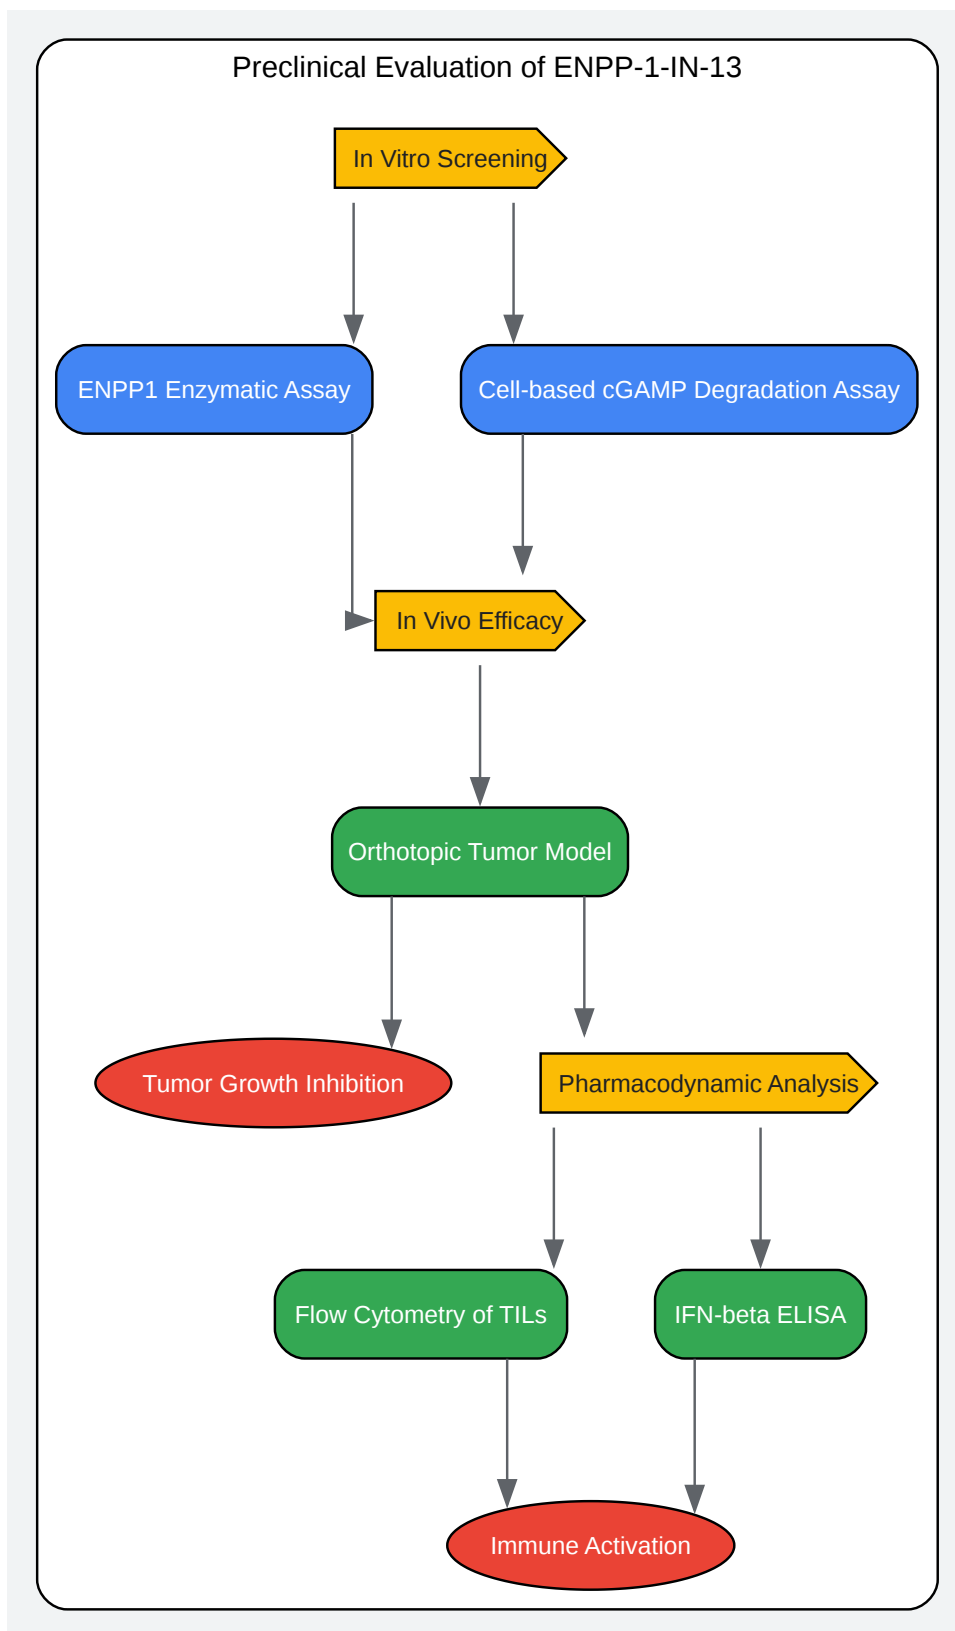 Preclinical Evaluation of ENPP-1-IN-13
In Vitro Screening
ENPP1 Enzymatic Assay
Cell-based cGAMP Degradation Assay
In Vivo Efficacy
Orthotopic Tumor Model
Tumor Growth Inhibition
Pharmacodynamic Analysis
Flow Cytometry of TILs
IFN-beta ELISA
Immune Activation